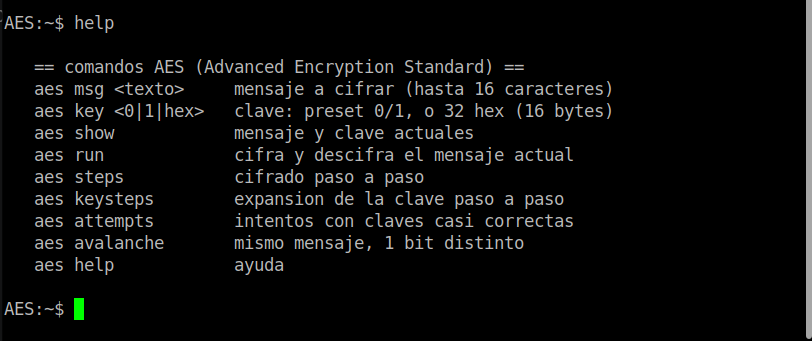 AES:~$ help
== comandos AES (Advanced Encryption Standard) ==
aes msg <texto> mensaje a cifrar (hasta 16 caracteres)
aes key <0|1|hex> clave: preset 0/1, o 32 hex (16 bytes)
aes show mensaje y clave actuales
aes run cifra y descifra el mensaje actual
aes steps cifrado paso a paso
aes keysteps expansion de la clave paso a paso
aes attempts intentos con claves casi correctas
aes avalanche mismo mensaje, 1 bit distinto
aes help ayuda
AES:~$